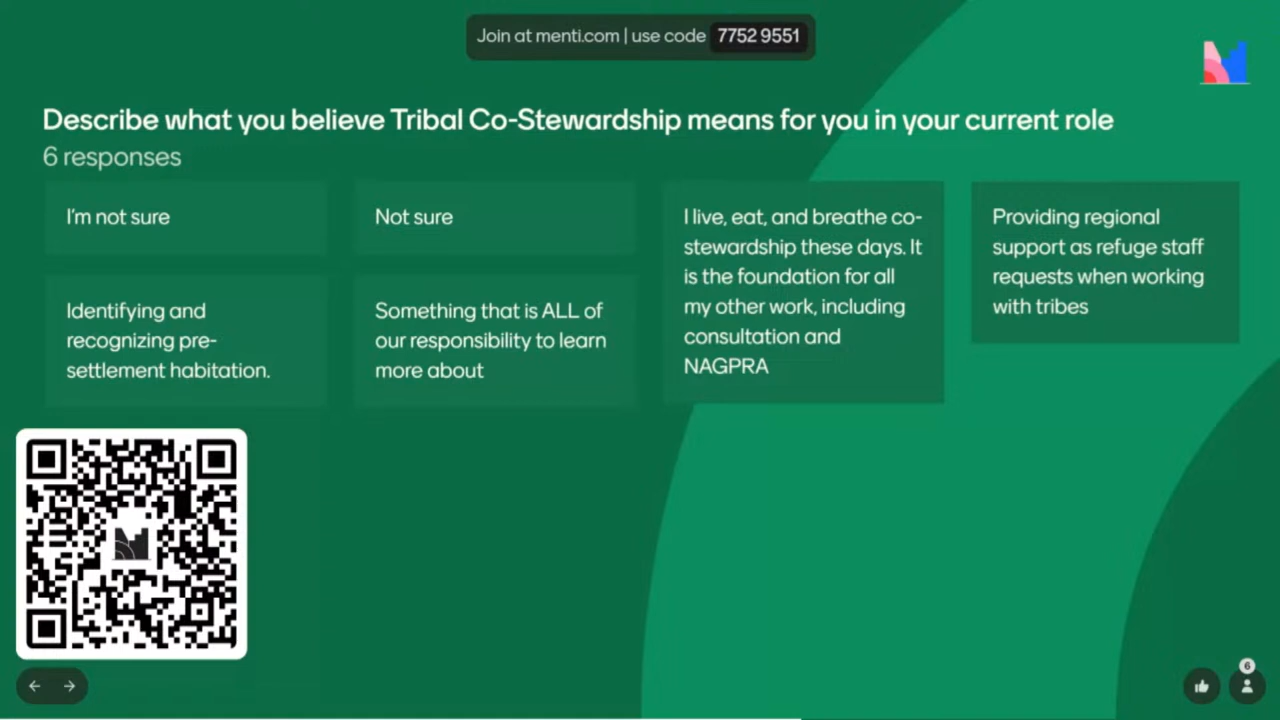 Join at menti.com | use code 7752 9551
Describe what you believe Tribal Co-Stewardship means for you in your current role
6 responses
I'm not sure
Identifying and
recognizing pre-
settlement habitation.
Not sure
Something that is ALL of
our responsibility to learn
more about
I live, eat, and breathe co-
stewardship these days. It
is the foundation for all
my other work, including
consultation and
NAGPRA
Providing regional
support as refuge staff
requests when working
with tribes
6